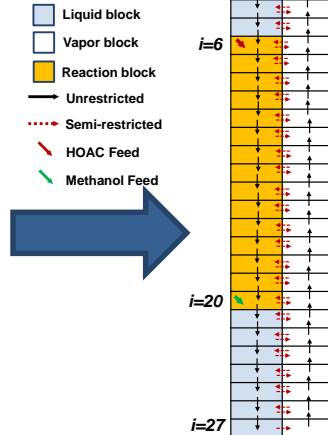 Liquid block
Vapor block
Reaction block
Unrestricted
Semi-restricted
HOAC Feed
Methanol Feed
i=6
i=20
i=27